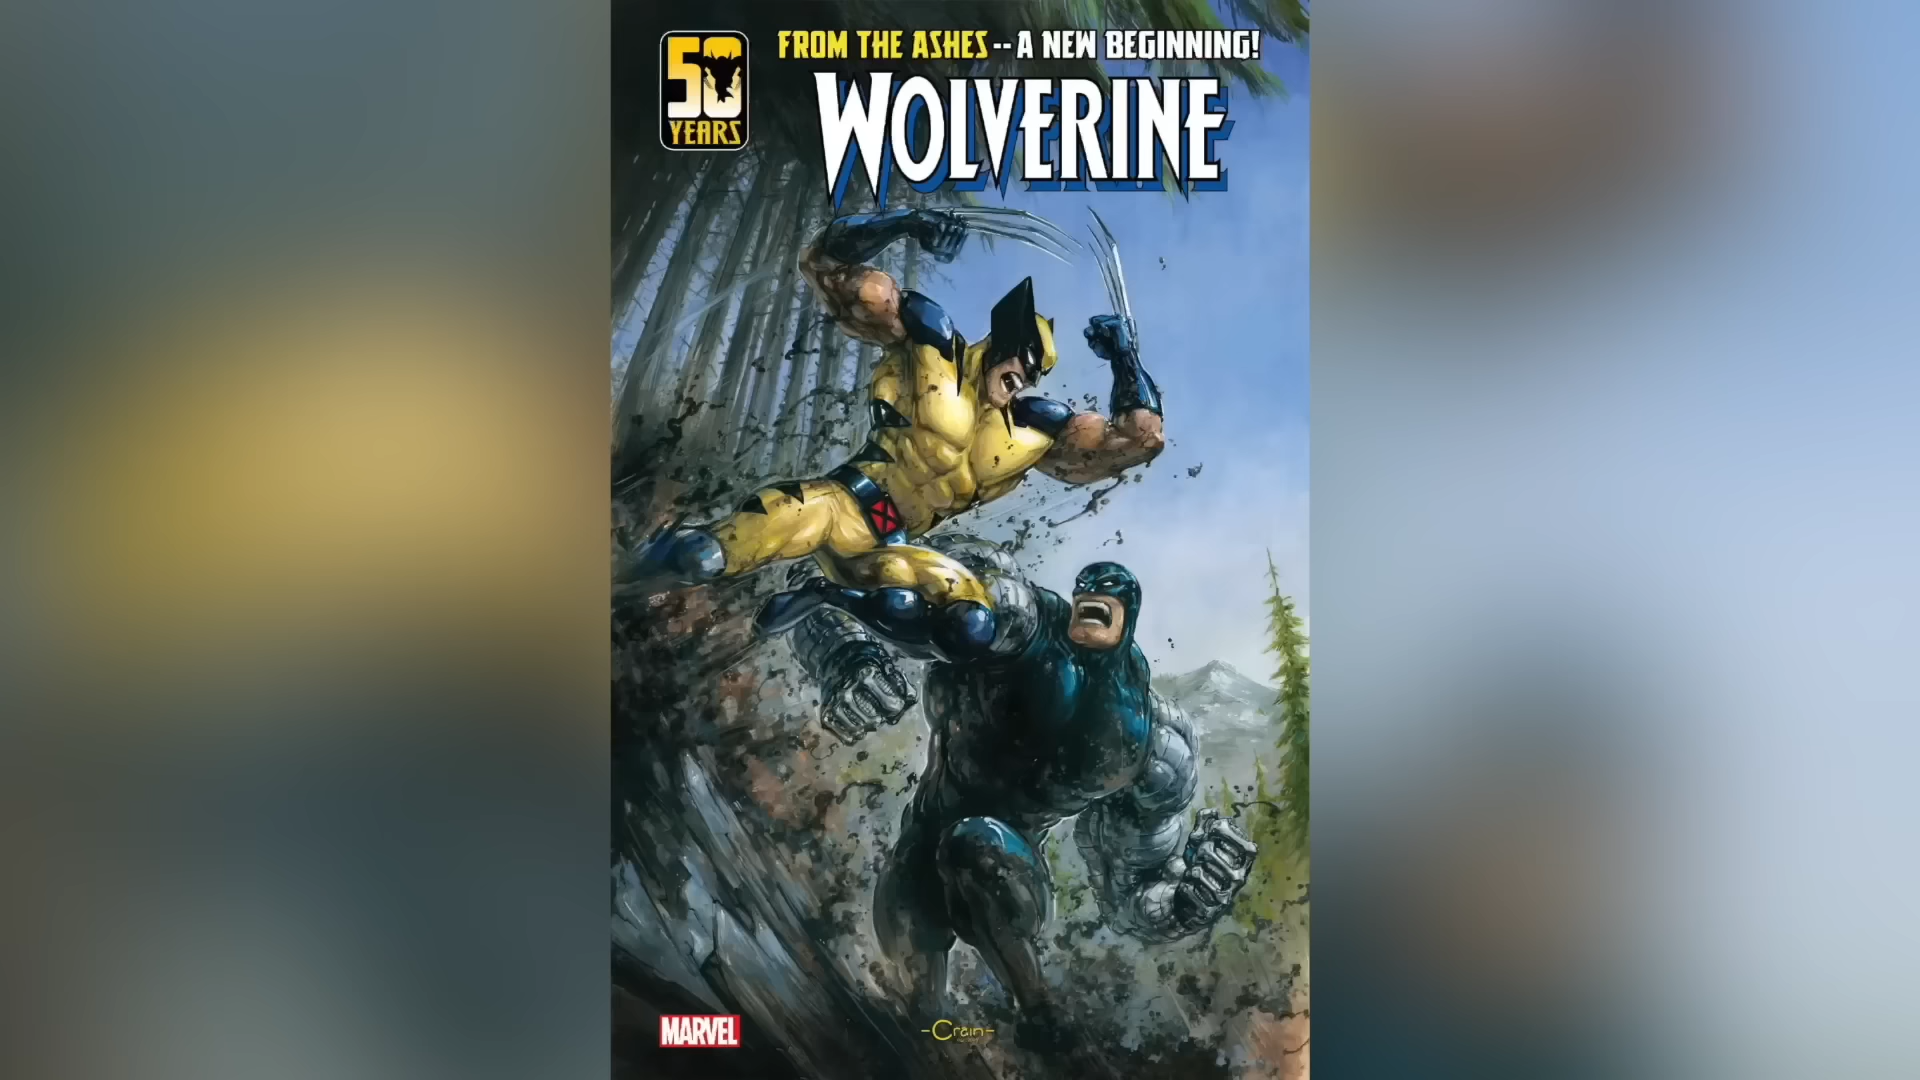 50
YEARS
FROM THE ASHES--A NEW BEGINNING!
WOLVERINE
MARVEL
-Crain-